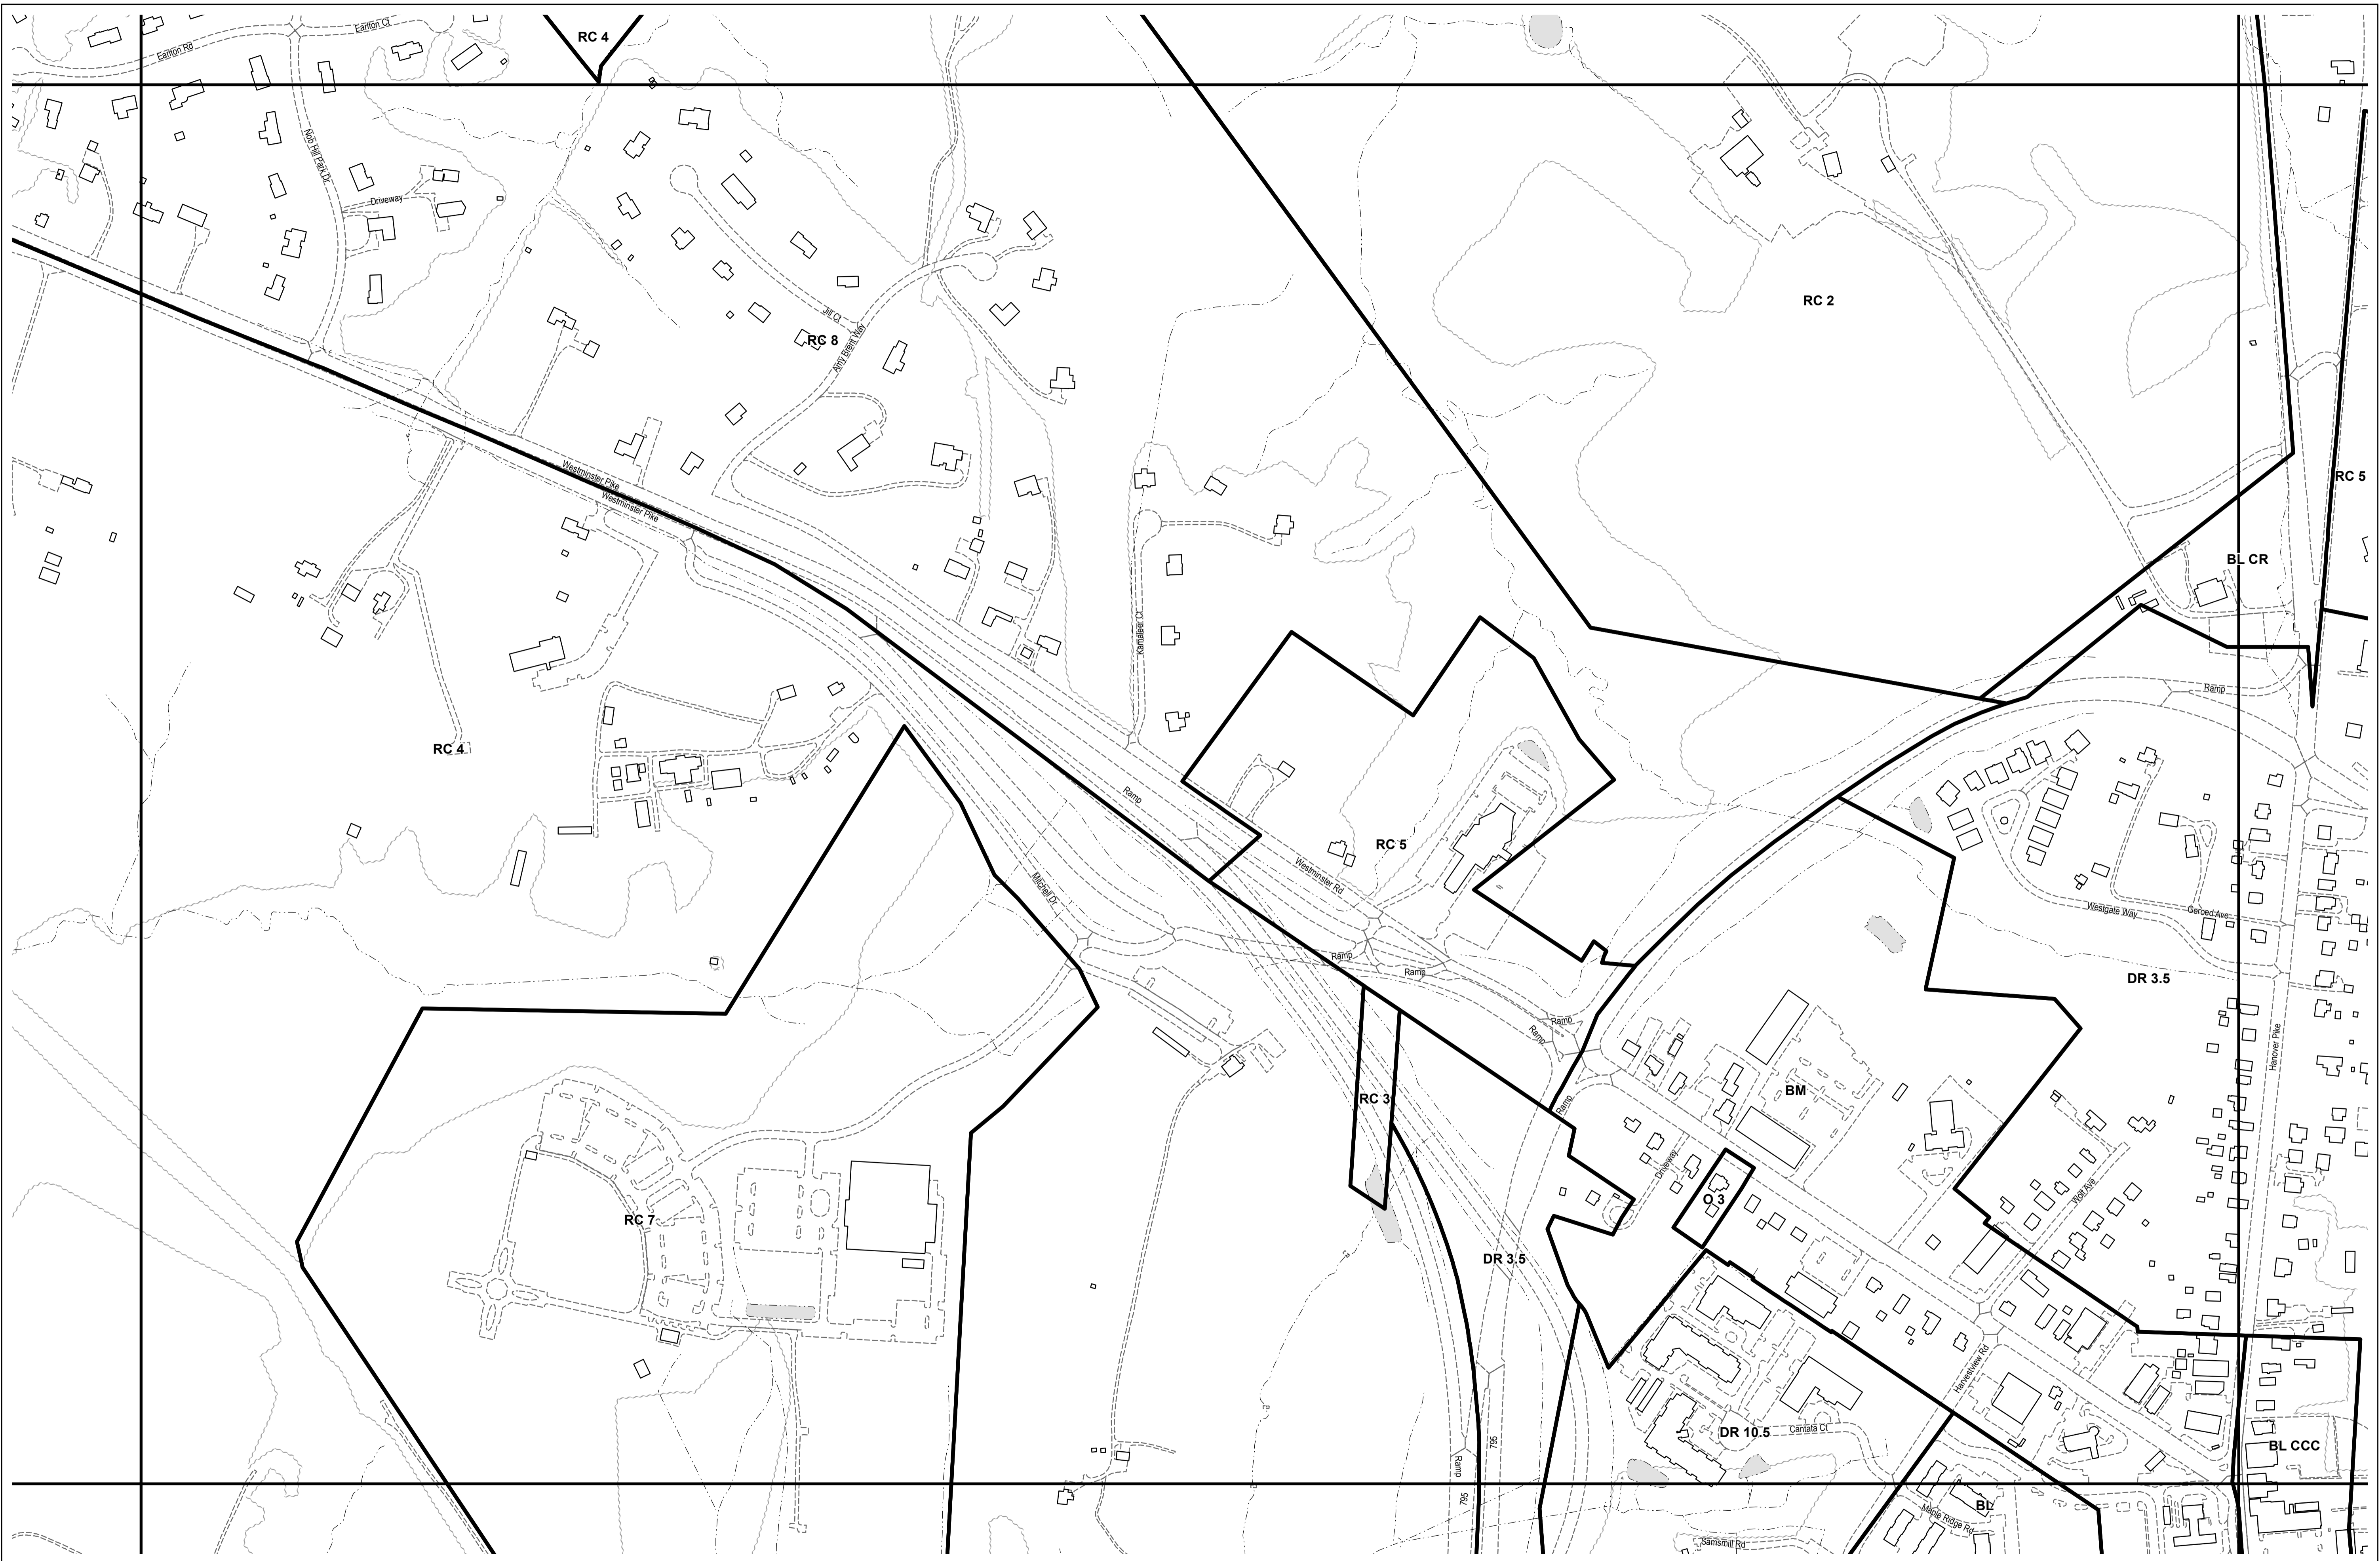 Earlton Ct
RC 4
Earlton Rd
Nob Hill Park Dr
Driveway
RC 2
Jill Ct
RC 8
Amy Brent Way
Westminster Pike
RC 5
Westminster Pike
BL CR
Kamaleer Ct
Ramp
RC 4
Ramp
RC 5
Westminster Rd
Mitchell Dr
Westgate Way
Geroed Ave
Ramp
Ramp
DR 3.5
Ramp
Ramp
Hanover Pike
BM
RC 3
Ramp
Driveway
Wolf Ave
O 3
RC 7
DR 3.5
Harvestview Rd
DR 10.5
Cantata Ct
795
BL CCC
Ramp
795
BL
Maple Ridge Rd
Samsmill Rd